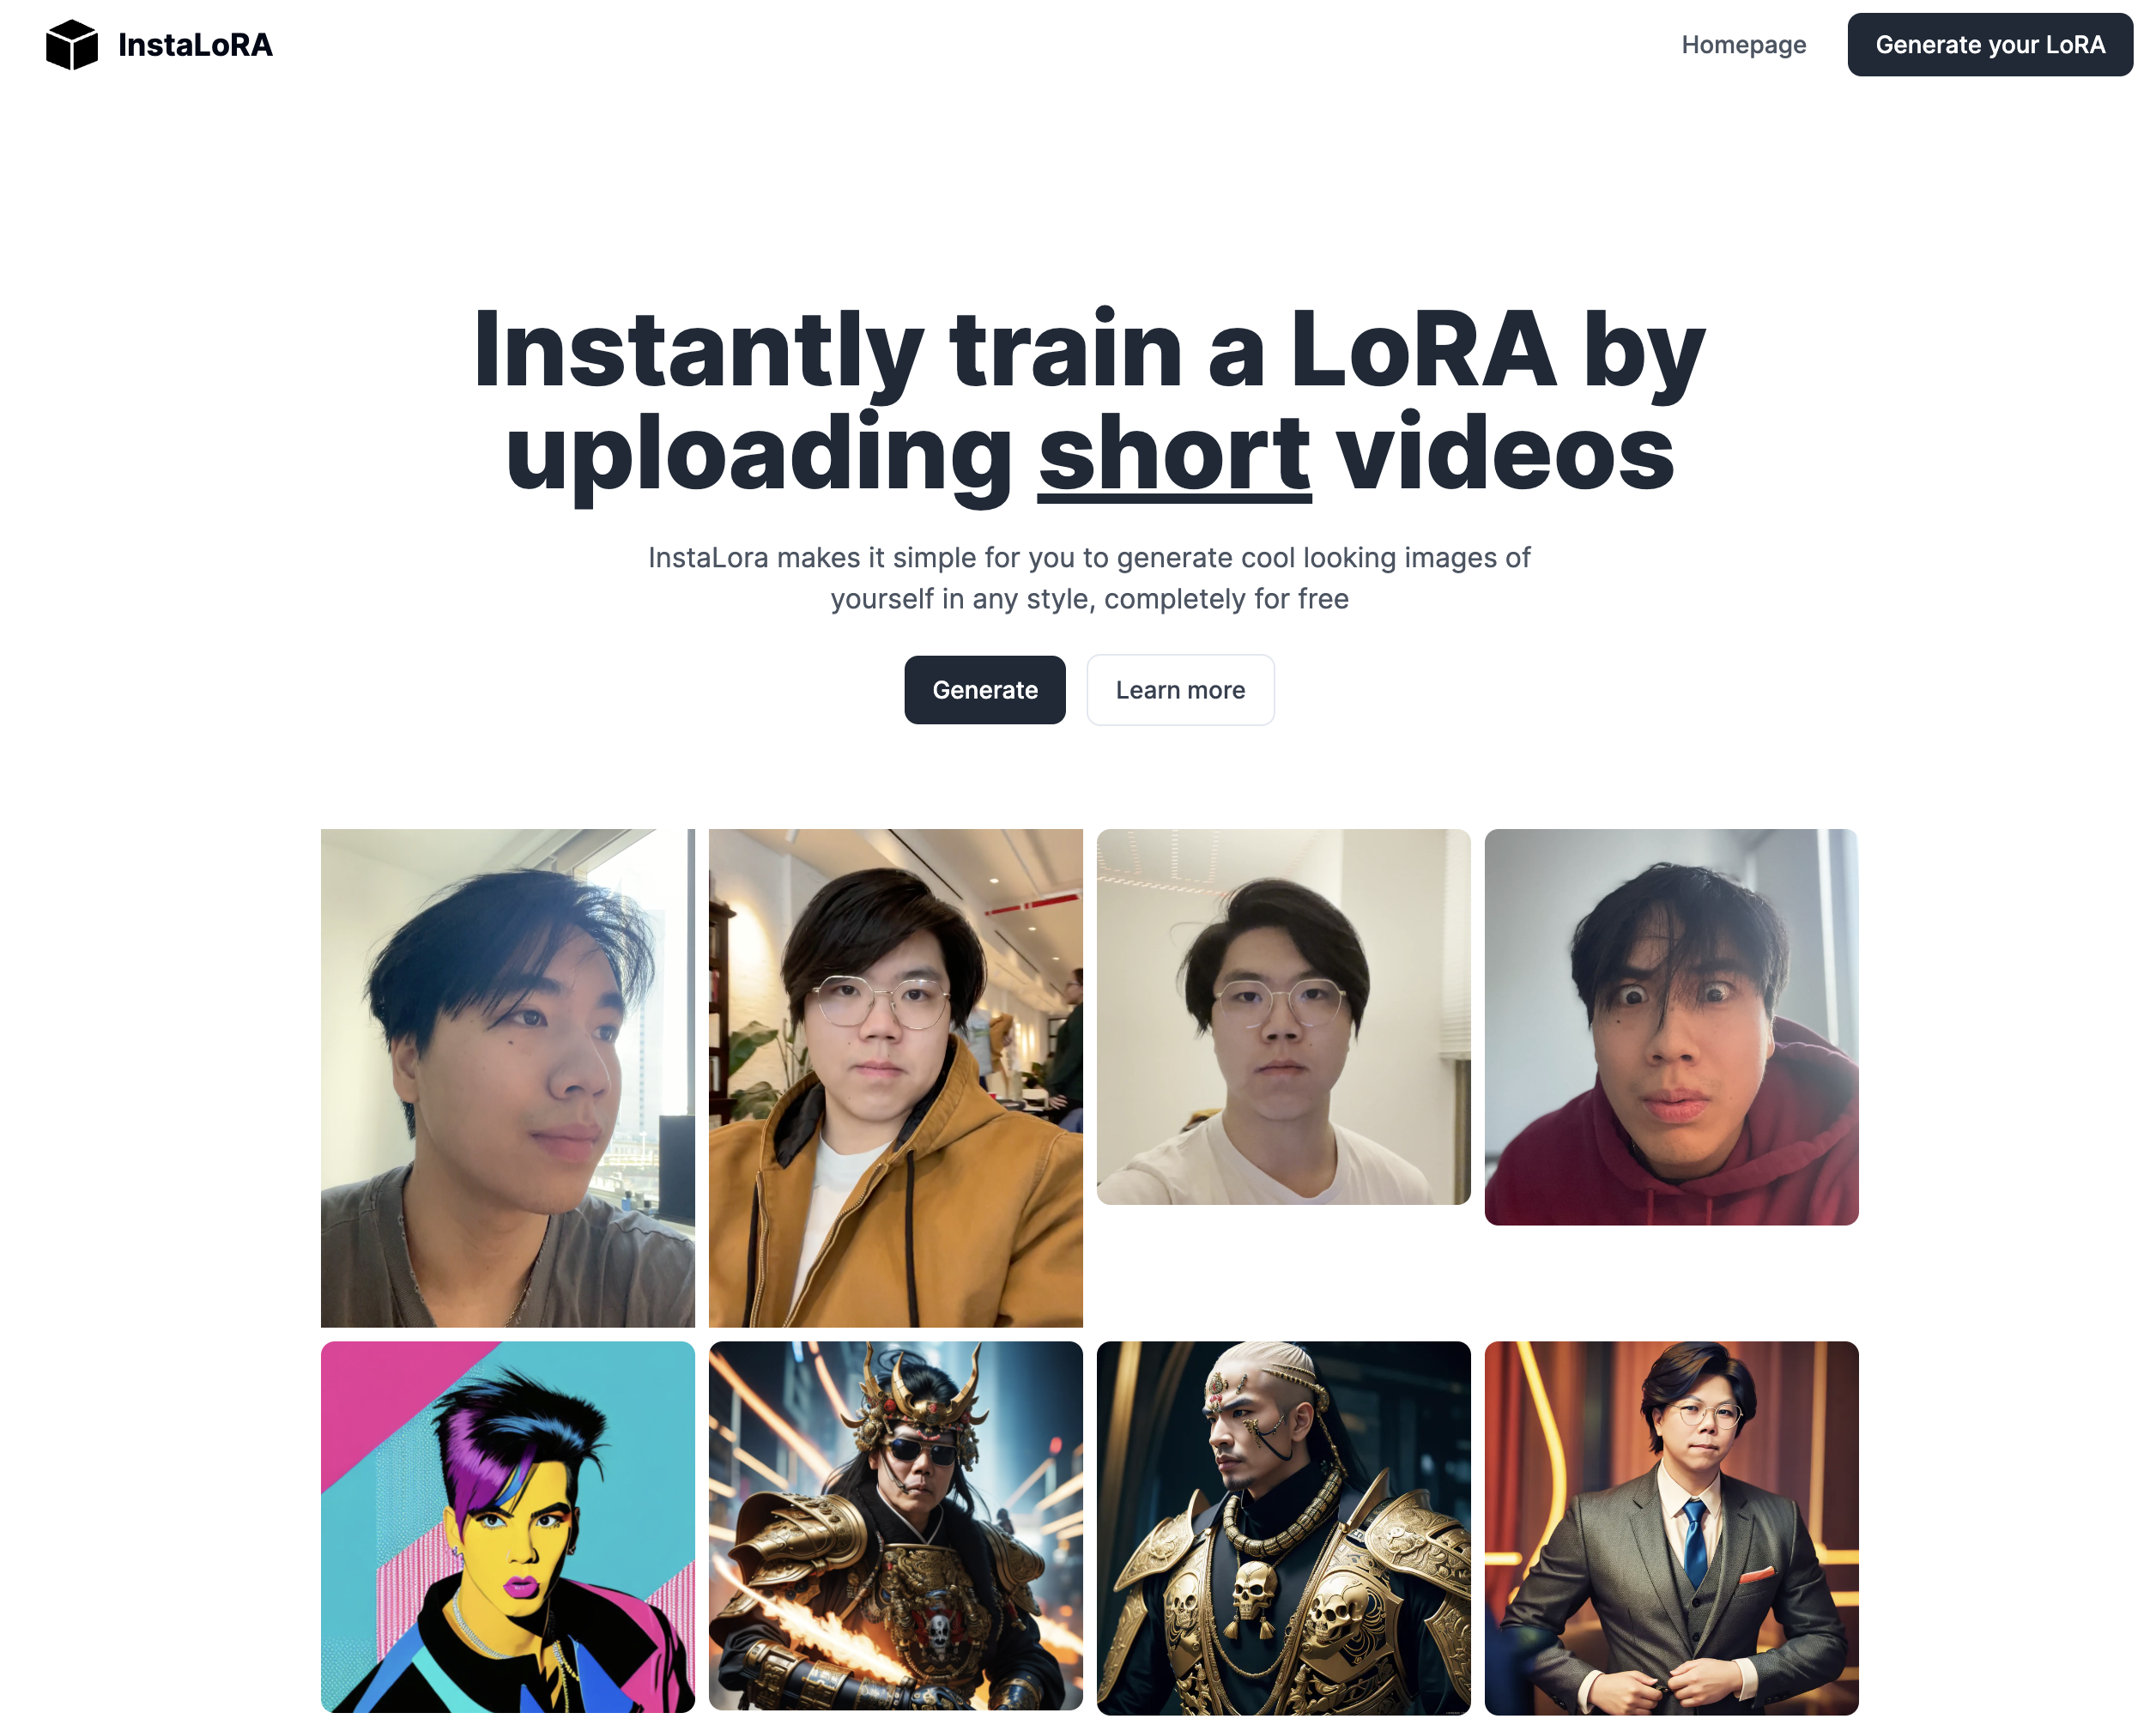 InstaLoRA
Homepage
Generate your LoRA
Instantly train a LoRA by
uploading short videos
InstaLora makes it simple for you to generate cool looking images of
yourself in any style, completely for free
Generate
Learn more